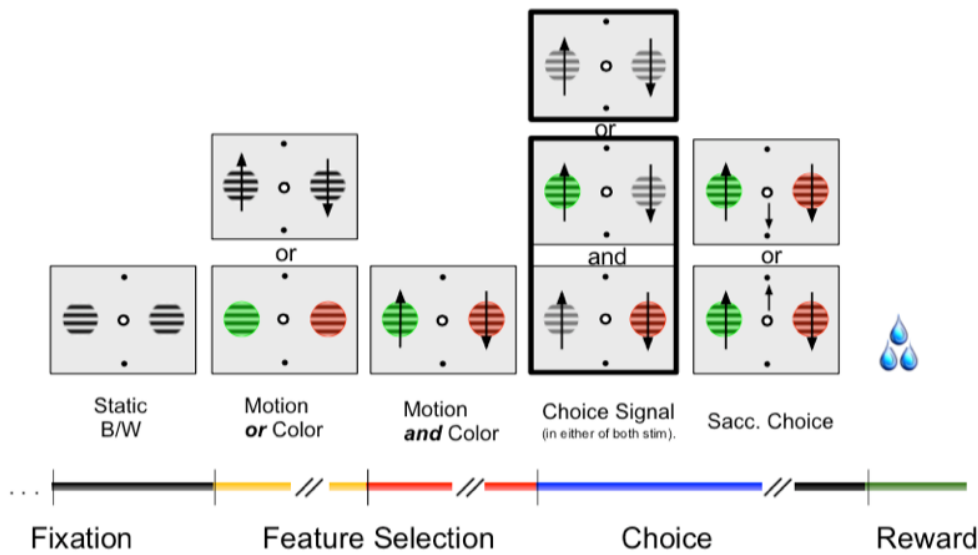 or
or
and
or
Static
B/W
Motion
or Color
Motion
and Color
Choice Signal
(in either of both stim).
Sacc. Choice
. . .
Fixation
Feature Selection
Choice
Reward